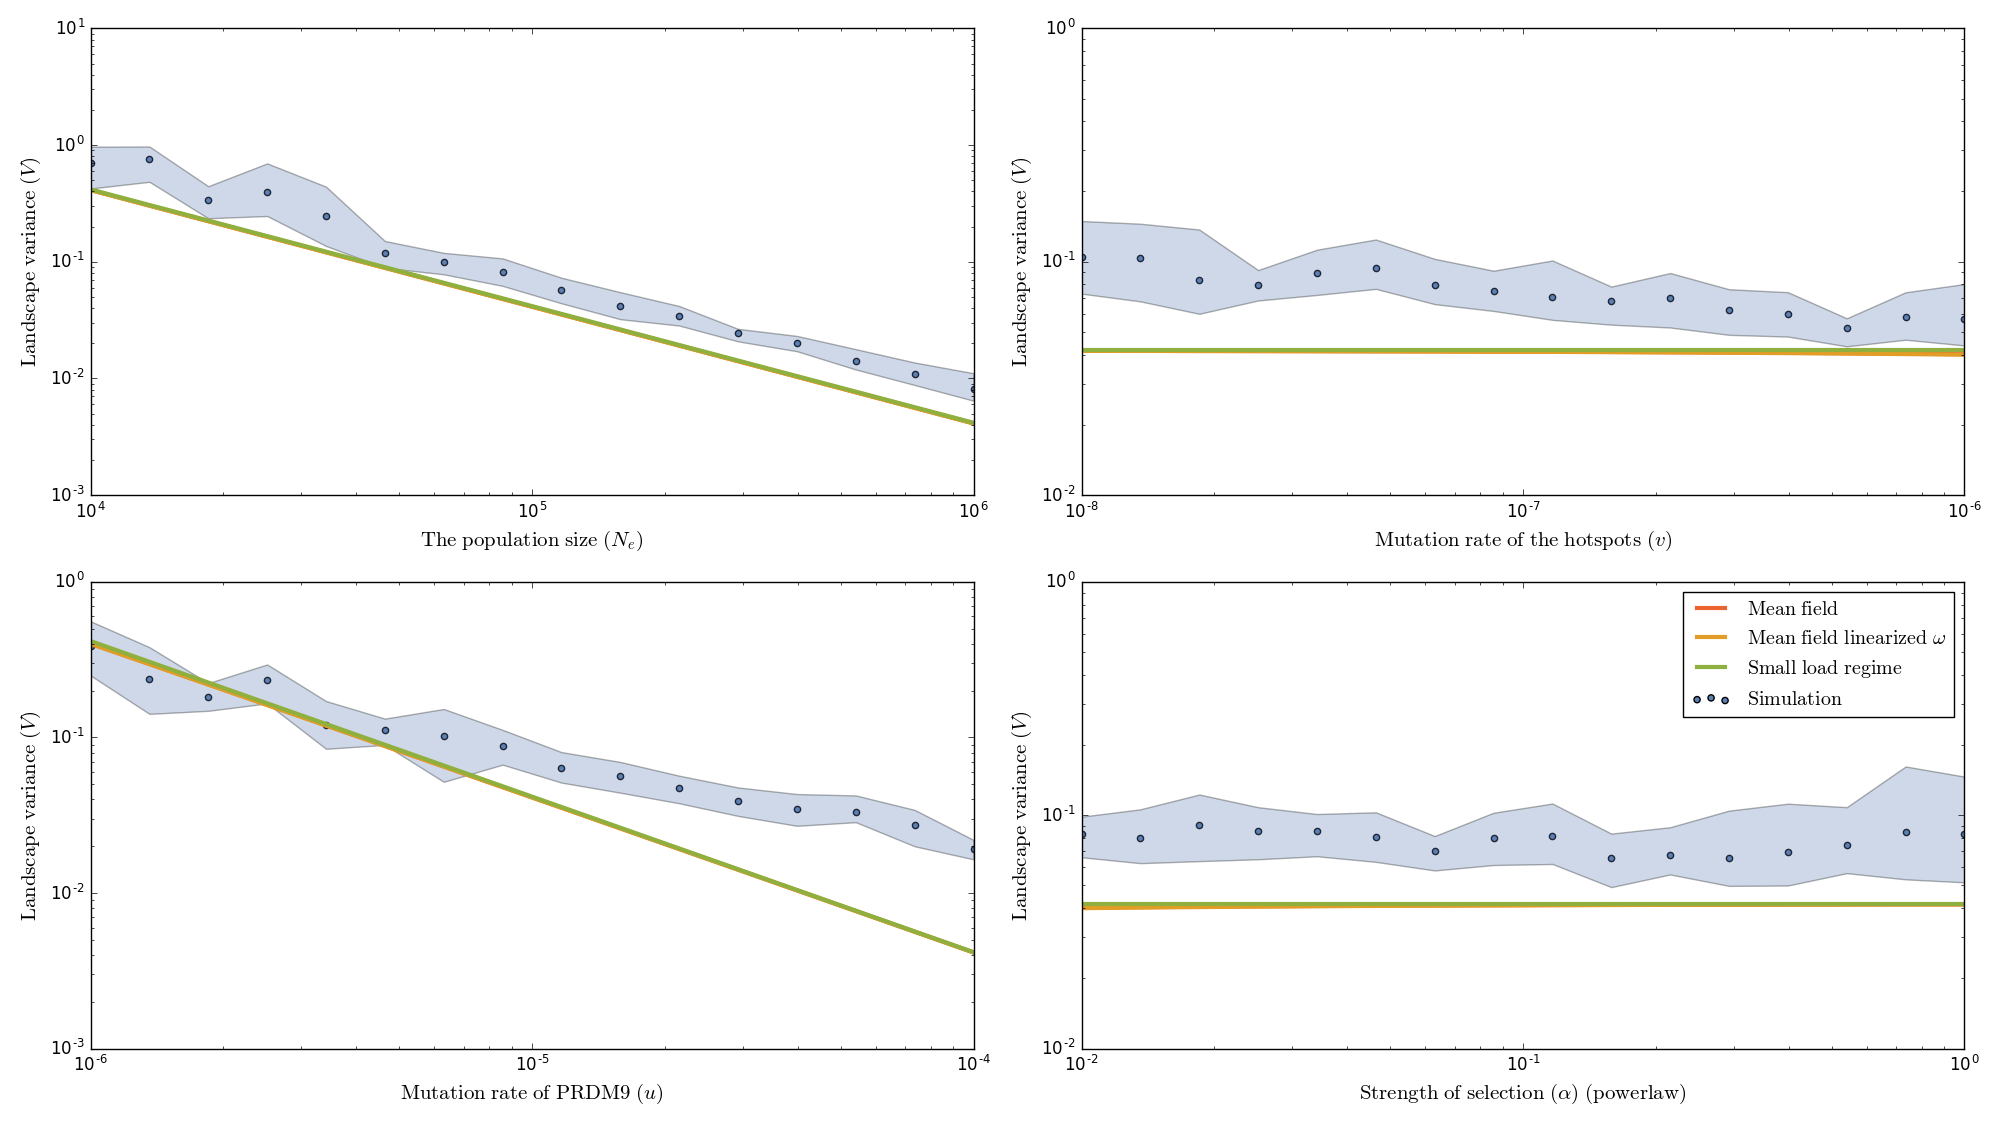 10^1
10^0
10^-1
10^-2
10^-3
10^4 10^5 10^6
Landscape variance (V)
The population size (N_e)
10^0
10^-1
10^-2
10^-8 10^-7 10^-6
Landscape variance (V)
Mutation rate of the hotspots (v)
10^0
10^-1
10^-2
10^-3
10^-6 10^-5 10^-4
Landscape variance (V)
Mutation rate of PRDM9 (u)
10^0
10^-1
10^-2
10^-2 10^-1 10^0
Landscape variance (V)
Strength of selection (α) (powerlaw)
Mean field
Mean field linearized ω
Small load regime
Simulation